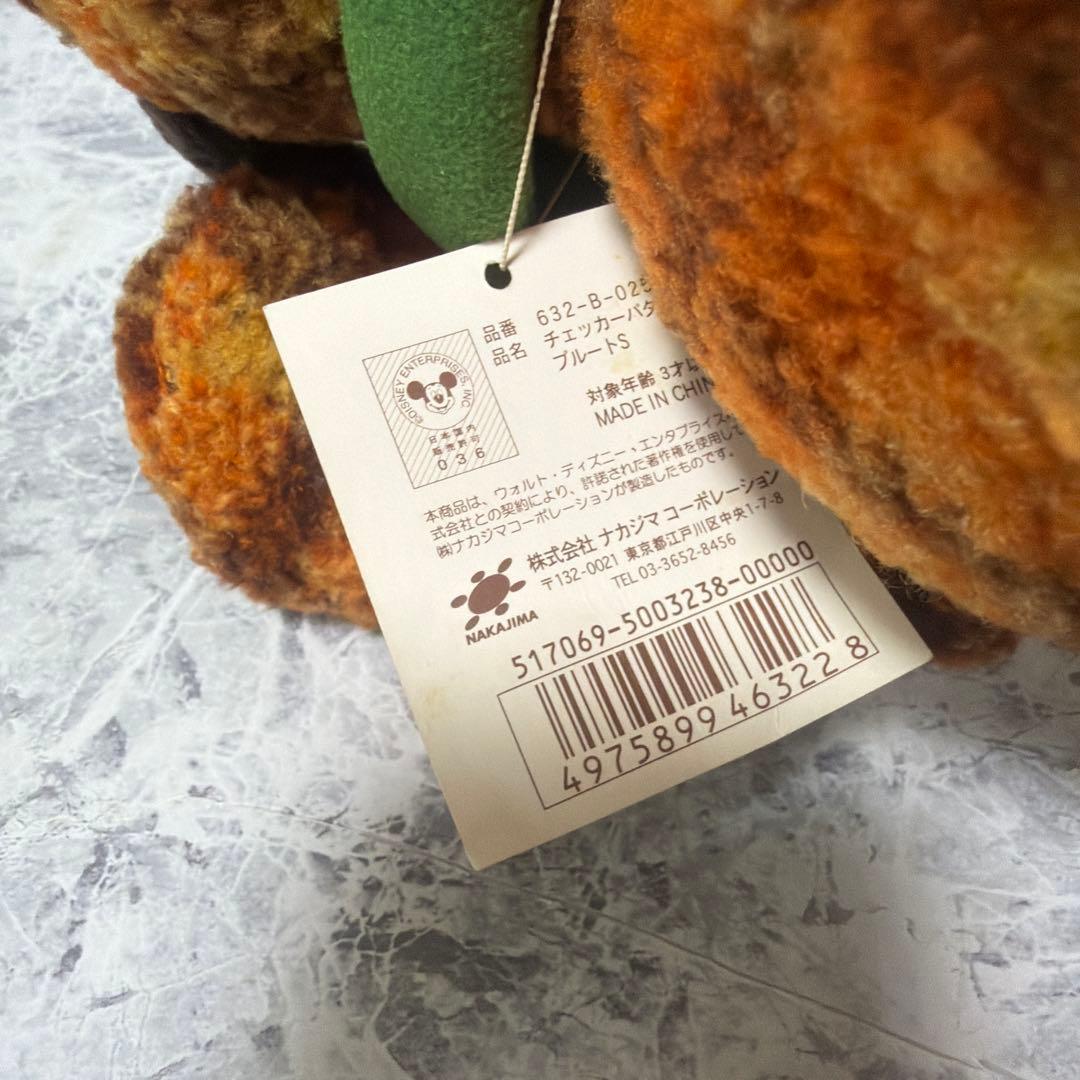 ©DISNEY ENTERPRISES, INC
日本国内
販売許可
036
品番 632-B-025
品名 チェッカーパタ
プルートS
対象年齢 3才
MADE IN CHIN
本商品は、ウォルト・ディズニー・エンタプライズ・
式会社との契約により、許諾された著作権を使用して
㈱ナカジマコーポレーションが製造したものです。
NAKAJIMA
株式会社 ナカジマ コーポレーション
〒132-0021 東京都江戸川区中央1-7-8
TEL 03-3652-8456
517069-5003238-00000
4975899 463228